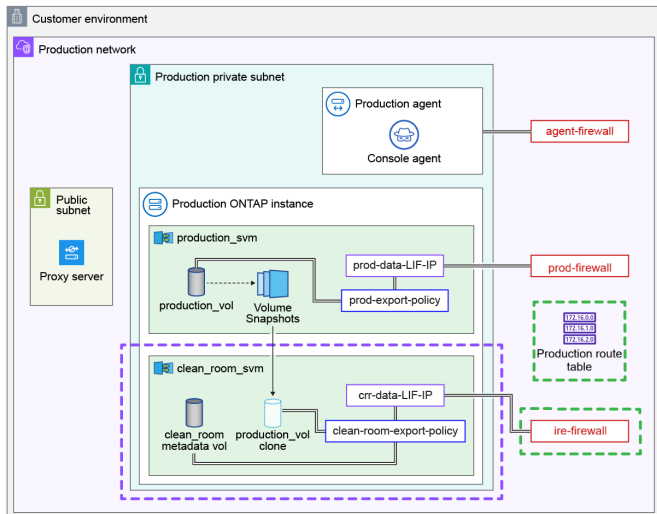 Customer environment
Production network
Production private subnet
Production agent
Console agent
agent-firewall
Public
subnet
Proxy server
Production ONTAP instance
production_svm
prod-data-LIF-IP
prod-firewall
production_vol
Volume
Snapshots
prod-export-policy
172.16.0.0
172.16.1.0
172.16.2.0
Production route
table
clean_room_svm
crr-data-LIF-IP
clean_room
metadata vol
production_vol
clone
clean-room-export-policy
ire-firewall